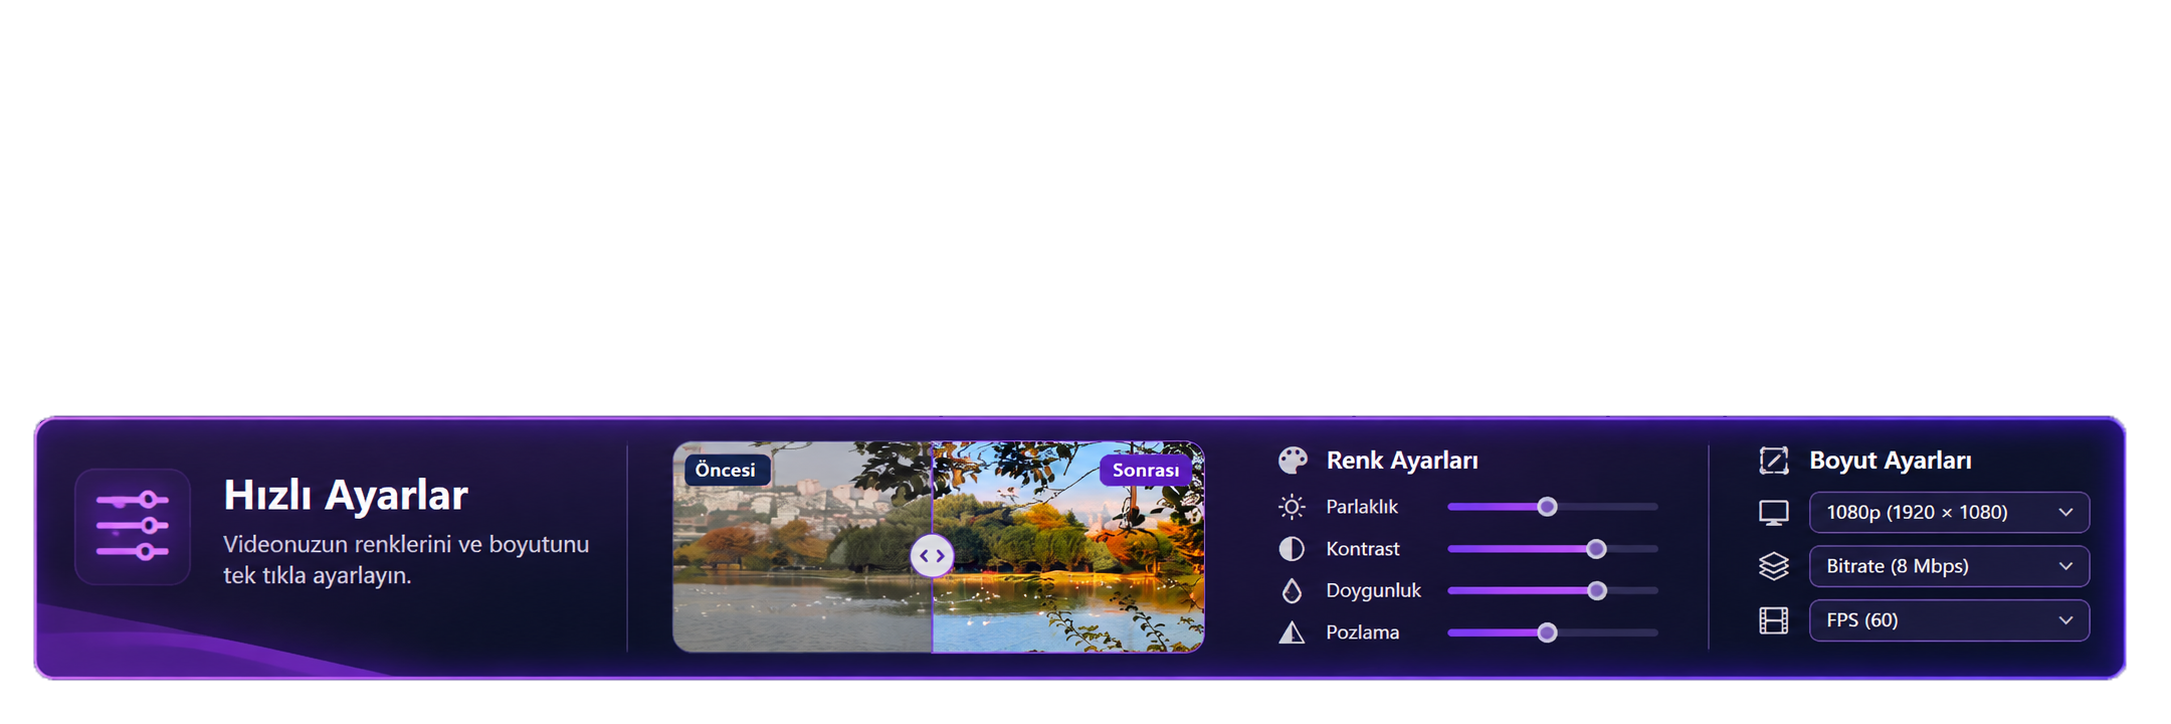 Hızlı Ayarlar
Videonuzun renklerini ve boyutunu
tek tıkla ayarlayın.
Öncesi
Sonrası
Renk Ayarları
Parlaklık
Kontrast
Doygunluk
Pozlama
Boyut Ayarları
1080p (1920 × 1080)
Bitrate (8 Mbps)
FPS (60)